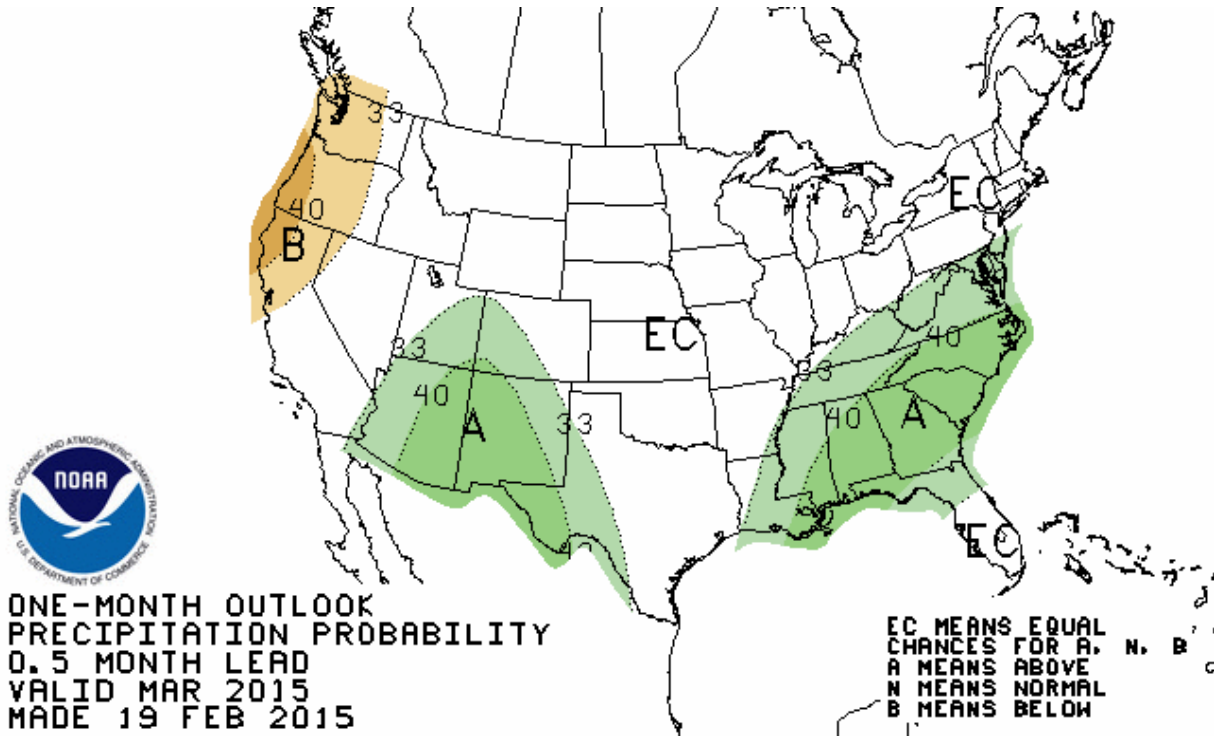 33
EC
40
B
33
EC
40
33
40
A
33
40
A
EC
NATIONAL OCEANIC AND ATMOSPHERIC ADMINISTRATION
NOAA
U.S. DEPARTMENT OF COMMERCE
ONE-MONTH OUTLOOK
PRECIPITATION PROBABILITY
0.5 MONTH LEAD
VALID MAR 2015
MADE 19 FEB 2015
EC MEANS EQUAL
CHANCES FOR A, N, B
A MEANS ABOVE
N MEANS NORMAL
B MEANS BELOW